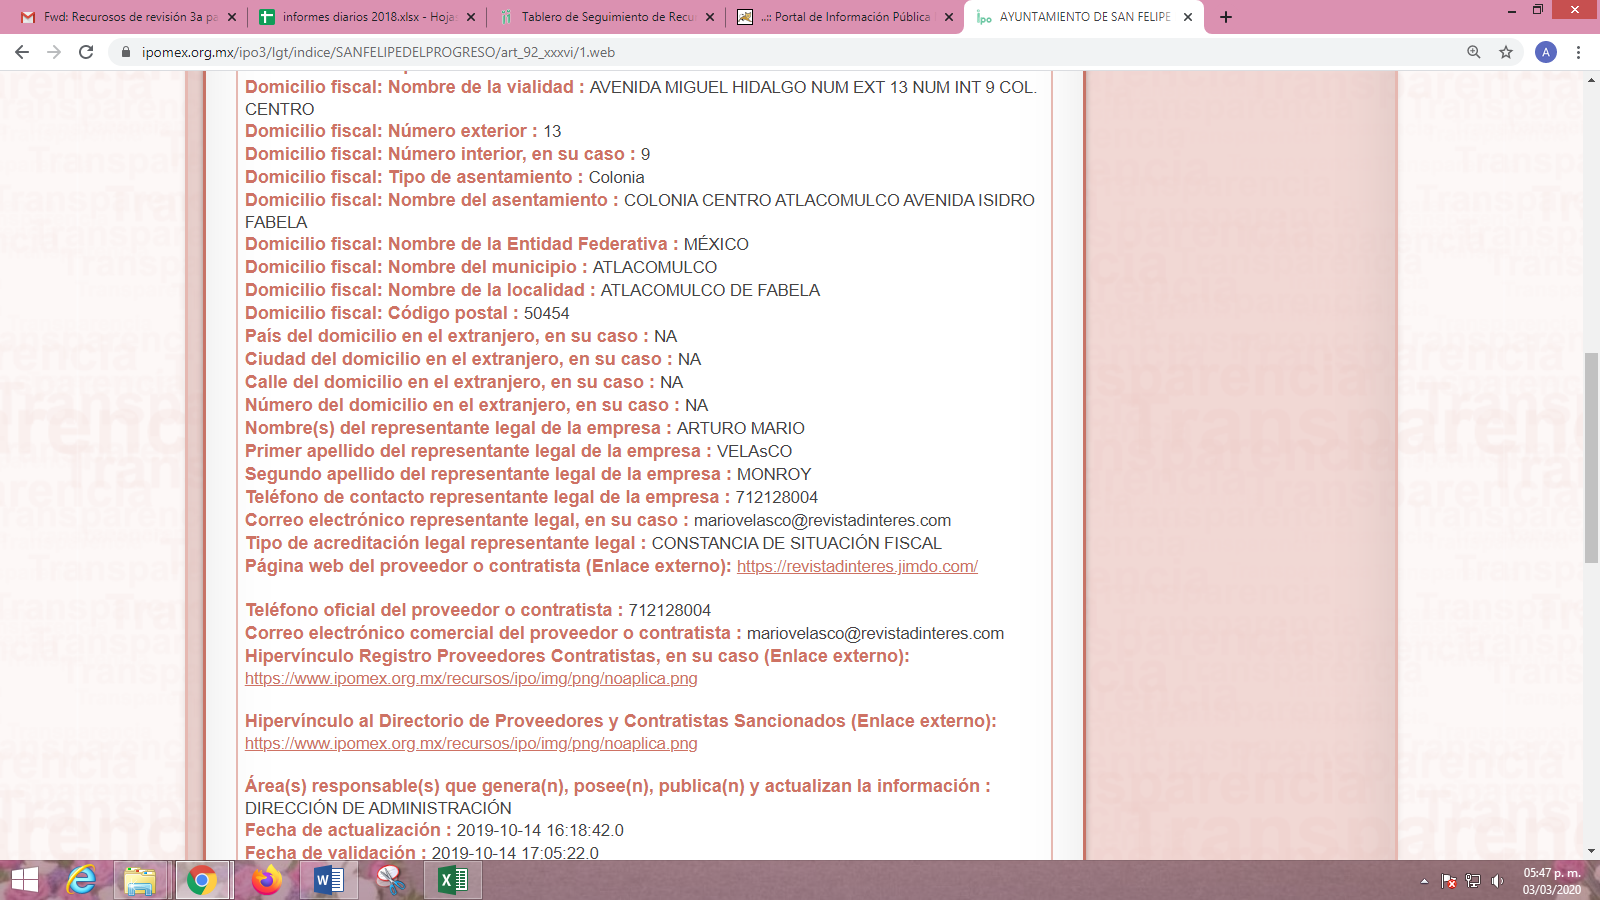 Fwd: Recurosos de revisión 3a pa
informes diarios 2018.xlsx - Hoja
Tablero de Seguimiento de Recur
..:: Portal de Información Pública
ipo AYUNTAMIENTO DE SAN FELIPE
ipomex.org.mx/ipo3/lgt/indice/SANFELIPEDELPROGRESO/art_92_xxxvi/1.web
A
Domicilio fiscal: Nombre de la vialidad : AVENIDA MIGUEL HIDALGO NUM EXT 13 NUM INT 9 COL.
CENTRO
Domicilio fiscal: Número exterior : 13
Domicilio fiscal: Número interior, en su caso : 9
Domicilio fiscal: Tipo de asentamiento : Colonia
Domicilio fiscal: Nombre del asentamiento : COLONIA CENTRO ATLACOMULCO AVENIDA ISIDRO
FABELA
Domicilio fiscal: Nombre de la Entidad Federativa : MÉXICO
Domicilio fiscal: Nombre del municipio : ATLACOMULCO
Domicilio fiscal: Nombre de la localidad : ATLACOMULCO DE FABELA
Domicilio fiscal: Código postal : 50454
País del domicilio en el extranjero, en su caso : NA
Ciudad del domicilio en el extranjero, en su caso : NA
Calle del domicilio en el extranjero, en su caso : NA
Número del domicilio en el extranjero, en su caso : NA
Nombre(s) del representante legal de la empresa : ARTURO MARIO
Primer apellido del representante legal de la empresa : VELAsCO
Segundo apellido del representante legal de la empresa : MONROY
Teléfono de contacto representante legal de la empresa : 712128004
Correo electrónico representante legal, en su caso : mariovelasco@revistadinteres.com
Tipo de acreditación legal representante legal : CONSTANCIA DE SITUACIÓN FISCAL
Página web del proveedor o contratista (Enlace externo): https://revistadinteres.jimdo.com/
Teléfono oficial del proveedor o contratista : 712128004
Correo electrónico comercial del proveedor o contratista : mariovelasco@revistadinteres.com
Hipervínculo Registro Proveedores Contratistas, en su caso (Enlace externo):
https://www.ipomex.org.mx/recursos/ipo/img/png/noaplica.png
Hipervínculo al Directorio de Proveedores y Contratistas Sancionados (Enlace externo):
https://www.ipomex.org.mx/recursos/ipo/img/png/noaplica.png
Área(s) responsable(s) que genera(n), posee(n), publica(n) y actualizan la información :
DIRECCIÓN DE ADMINISTRACIÓN
Fecha de actualización : 2019-10-14 16:18:42.0
Fecha de validación : 2019-10-14 17:05:22.0
05:47 p. m.
03/03/2020